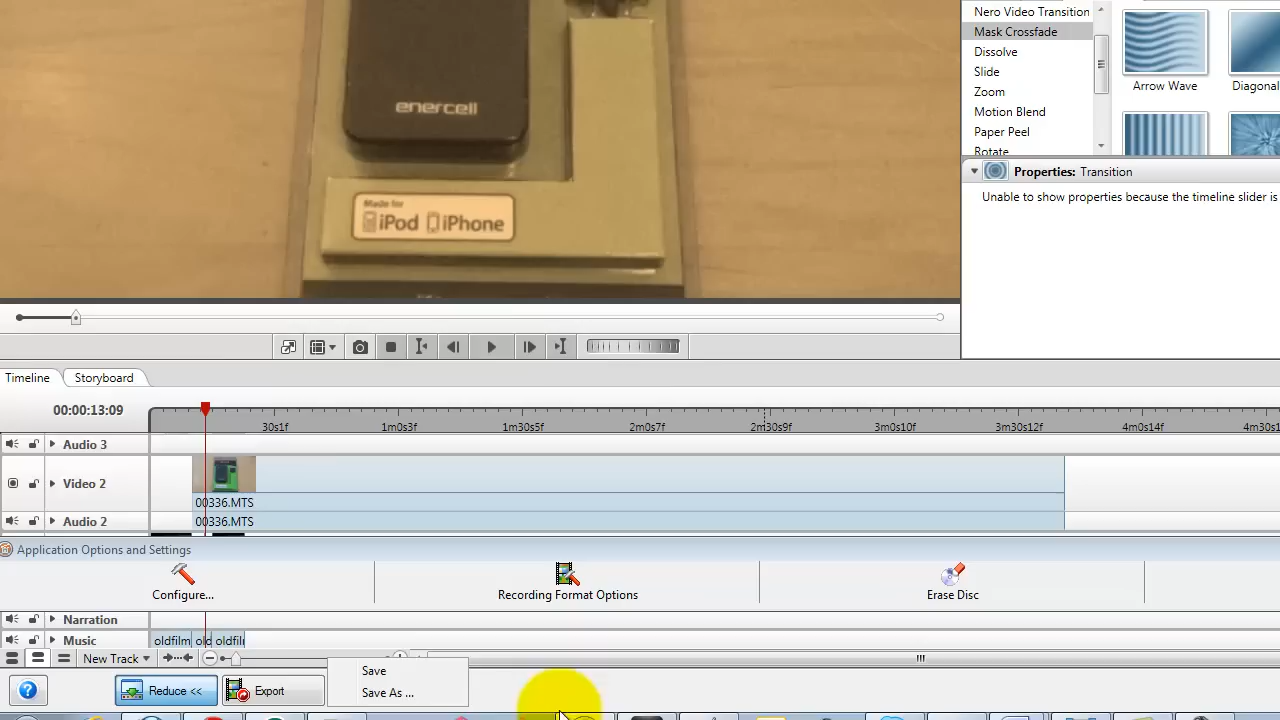 Nero Video Transition
Mask Crossfade
Dissolve
Slide
Zoom
Motion Blend
Paper Peel
Rotate
Arrow Wave
Diagonal
Properties: Transition
Unable to show properties because the timeline slider is
enercell
Made for
iPod iPhone
Timeline
Storyboard
00:00:13:09
30s1f
1m0s3f
1m30s5f
2m0s7f
2m30s9f
3m0s10f
3m30s12f
4m0s14f
4m30s1
Audio 3
Video 2
00336.MTS
Audio 2
00336.MTS
Application Options and Settings
Configure...
Recording Format Options
Erase Disc
Narration
Music
oldfilm
old
oldfil
New Track
Save
Save As ...
Reduce <<
Export